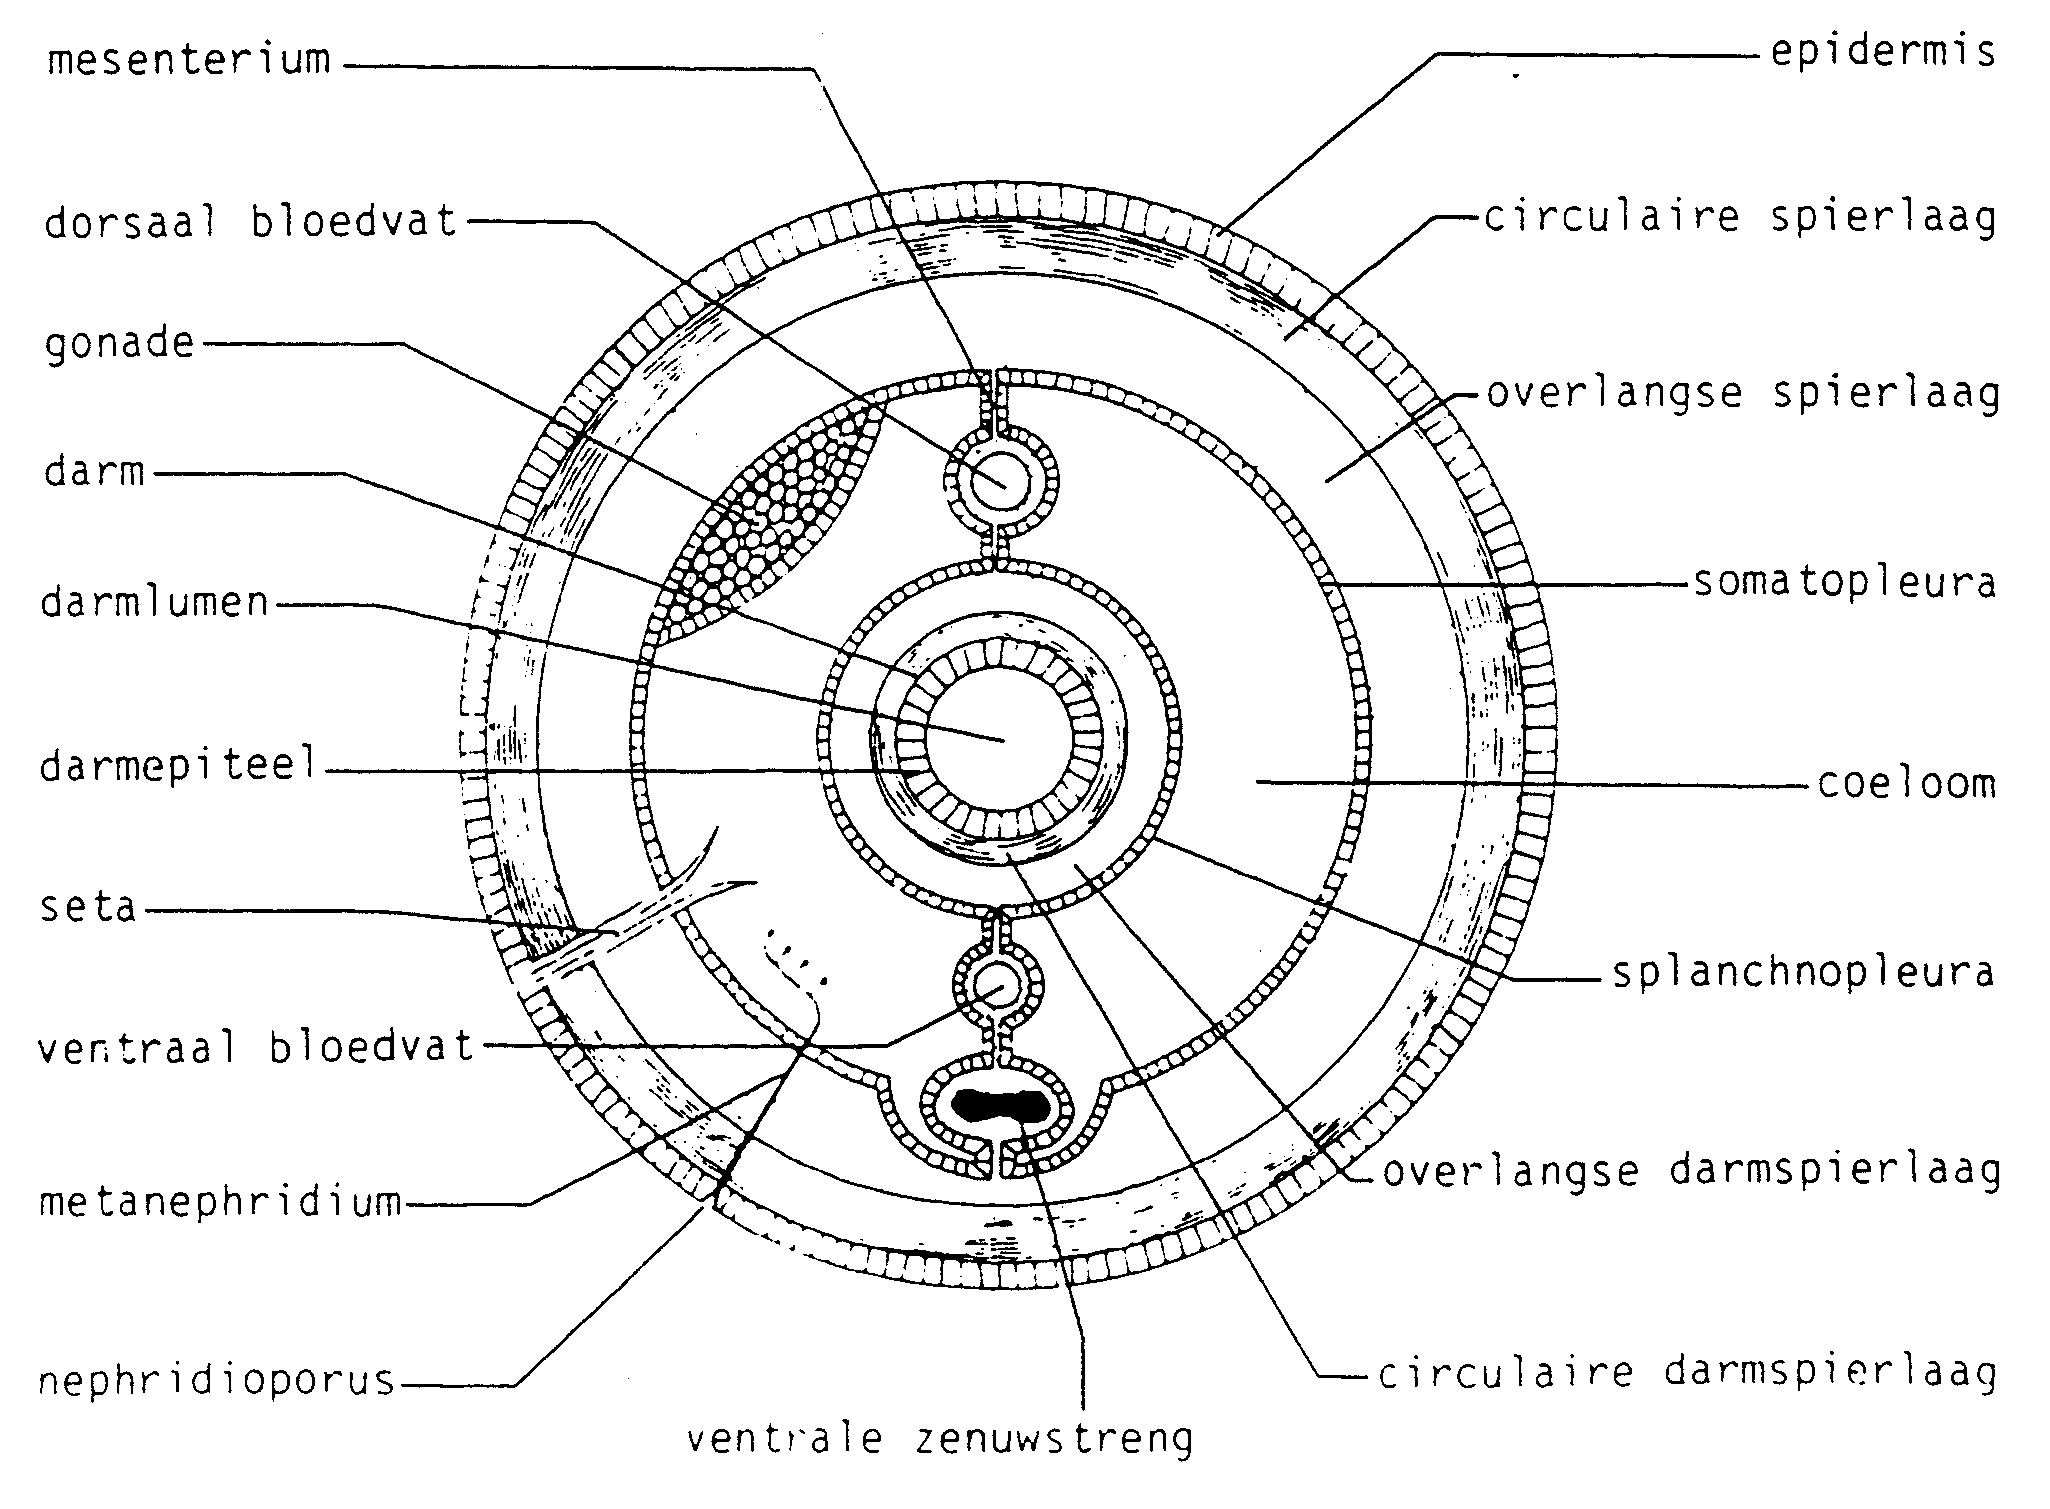 mesenterium
dorsaal bloedvat
gonade
darm
darmlumen
darmepiteel
seta
ventraal bloedvat
metanephridium
nephridioporus
ventrale zenuwstreng
epidermis
circulaire spierlaag
overlangse spierlaag
somatopleura
coeloom
splanchnopleura
overlangse darmspierlaag
circulaire darmspierlaag